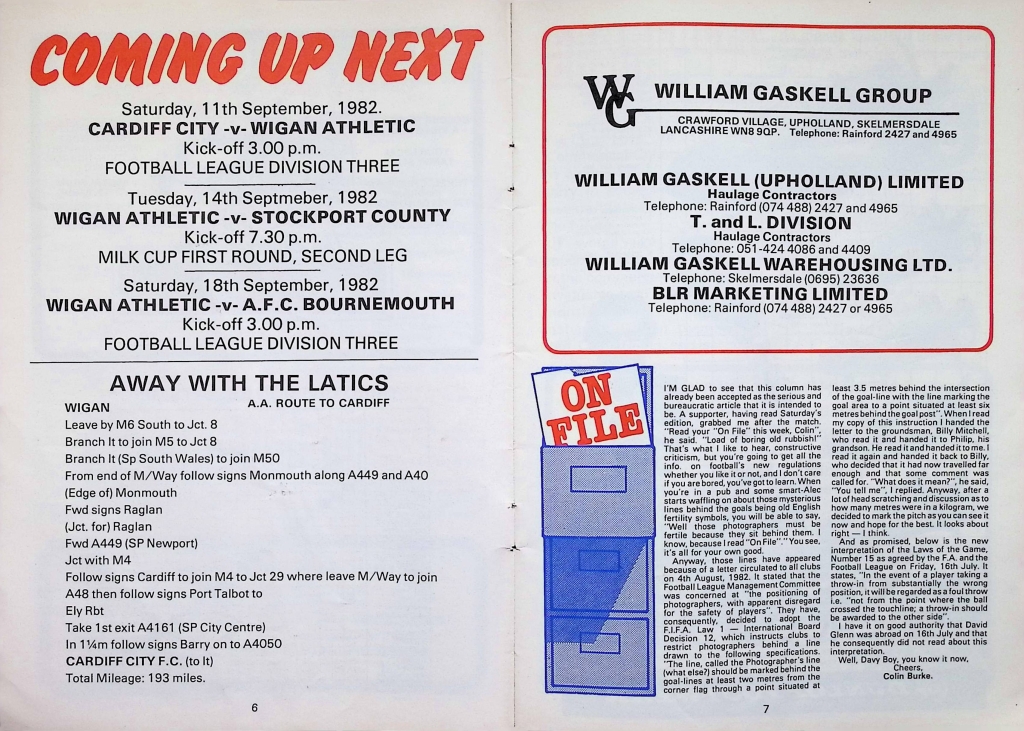 COMING UP NEXT
Saturday, 11th September, 1982.
CARDIFF CITY -v- WIGAN ATHLETIC
Kick-off 3.00 p.m.
FOOTBALL LEAGUE DIVISION THREE
Tuesday, 14th Septmeber, 1982
WIGAN ATHLETIC -v- STOCKPORT COUNTY
Kick-off 7.30 p.m.
MILK CUP FIRST ROUND, SECOND LEG
Saturday, 18th September, 1982
WIGAN ATHLETIC -v- A.F.C. BOURNEMOUTH
Kick-off 3.00 p.m.
FOOTBALL LEAGUE DIVISION THREE
AWAY WITH THE LATICS
A.A. ROUTE TO CARDIFF
WIGAN
Leave by M6 South to Jct. 8
Branch It to join M5 to Jct 8
Branch It (Sp South Wales) to join M50
From end of M/Way follow signs Monmouth along A449 and A40
(Edge of) Monmouth
Fwd signs Raglan
(Jct. for) Raglan
Fwd A449 (SP Newport)
Jct with M4
Follow signs Cardiff to join M4 to Jct 29 where leave M/Way to join
A48 then follow signs Port Talbot to
Ely Rbt
Take 1st exit A4161 (SP City Centre)
In 1¼m follow signs Barry on to A4050
CARDIFF CITY F.C. (to It)
Total Mileage: 193 miles.
6
WG WILLIAM GASKELL GROUP
CRAWFORD VILLAGE, UPHOLLAND, SKELMERSDALE
LANCASHIRE WN8 9QP. Telephone: Rainford 2427 and 4965
WILLIAM GASKELL (UPHOLLAND) LIMITED
Haulage Contractors
Telephone: Rainford (074 488) 2427 and 4965
T. and L. DIVISION
Haulage Contractors
Telephone: 051-424 4086 and 4409
WILLIAM GASKELL WAREHOUSING LTD.
Telephone: Skelmersdale (0695) 23636
BLR MARKETING LIMITED
Telephone: Rainford (074 488) 2427 or 4965
ON
FILE
I'M GLAD to see that this column has
already been accepted as the serious and
bureaucratic article that it is intended to
be. A supporter, having read Saturday's
edition, grabbed me after the match.
"Read your "On File" this week, Colin",
he said. "Load of boring old rubbish!"
That's what I like to hear, constructive
criticism, but you're going to get all the
info. on football's new regulations
whether you like it or not, and I don't care
if you are bored, you've got to learn. When
you're in a pub and some smart-Alec
starts waffling on about those mysterious
lines behind the goals being old English
fertility symbols, you will be able to say,
"Well those photographers must be
fertile because they sit behind them. I
know, because I read "On File"." You see,
it's all for your own good.
Anyway, those lines have appeared
because of a letter circulated to all clubs
on 4th August, 1982. It stated that the
Football League Management Committee
was concerned at "the positioning of
photographers, with apparent disregard
for the safety of players". They have,
consequently, decided to adopt the
F.I.F.A. Law 1 — International Board
Decision 12, which instructs clubs to
restrict photographers behind a line
drawn to the following specifications.
"The line, called the Photographer's line
(what else?) should be marked behind the
goal-lines at least two metres from the
corner flag through a point situated at
least 3.5 metres behind the intersection
of the goal-line with the line marking the
goal area to a point situated at least six
metres behind the goal post". When I read
my copy of this instruction I handed the
letter to the groundsman, Billy Mitchell,
who read it and handed it to Philip, his
grandson. He read it and handed it to me. I
read it again and handed it back to Billy,
who decided that it had now travelled far
enough and that some comment was
called for. "What does it mean?", he said,
"You tell me", I replied. Anyway, after a
lot of head scratching and discussion as to
how many metres were in a kilogram, we
decided to mark the pitch as you can see it
now and hope for the best. It looks about
right — I think.
And as promised, below is the new
interpretation of the Laws of the Game,
Number 15 as agreed by the F.A. and the
Football League on Friday, 16th July. It
states, "In the event of a player taking a
throw-in from substantially the wrong
position, it will be regarded as a foul throw
i.e. "not from the point where the ball
crossed the touchline; a throw-in should
be awarded to the other side".
I have it on good authority that David
Glenn was abroad on 16th July and that
he consequently did not read about this
interpretation.
Well, Davy Boy, you know it now,
Cheers,
Colin Burke.
7